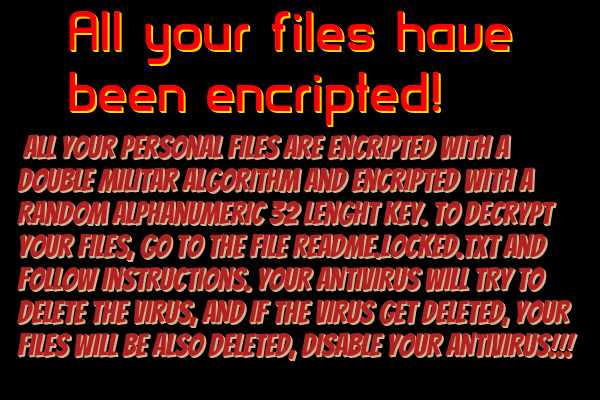 All your files have
been encripted!
ALL YOUR PERSONAL FILES ARE ENCRIPTED WITH A
DOUBLE MILITAR ALGORITHM AND ENCRIPTED WITH A
RANDOM ALPHANUMERIC 32 LENGHT KEY. TO DECRYPT
YOUR FILES, GO TO THE FILE README.LOCKED.TXT AND
FOLLOW INSTRUCTIONS. YOUR ANTIVIRUS WILL TRY TO
DELETE THE VIRUS, AND IF THE VIRUS GET DELETED, YOUR
FILES WILL BE ALSO DELETED, DISABLE YOUR ANTIVIRUS!!!